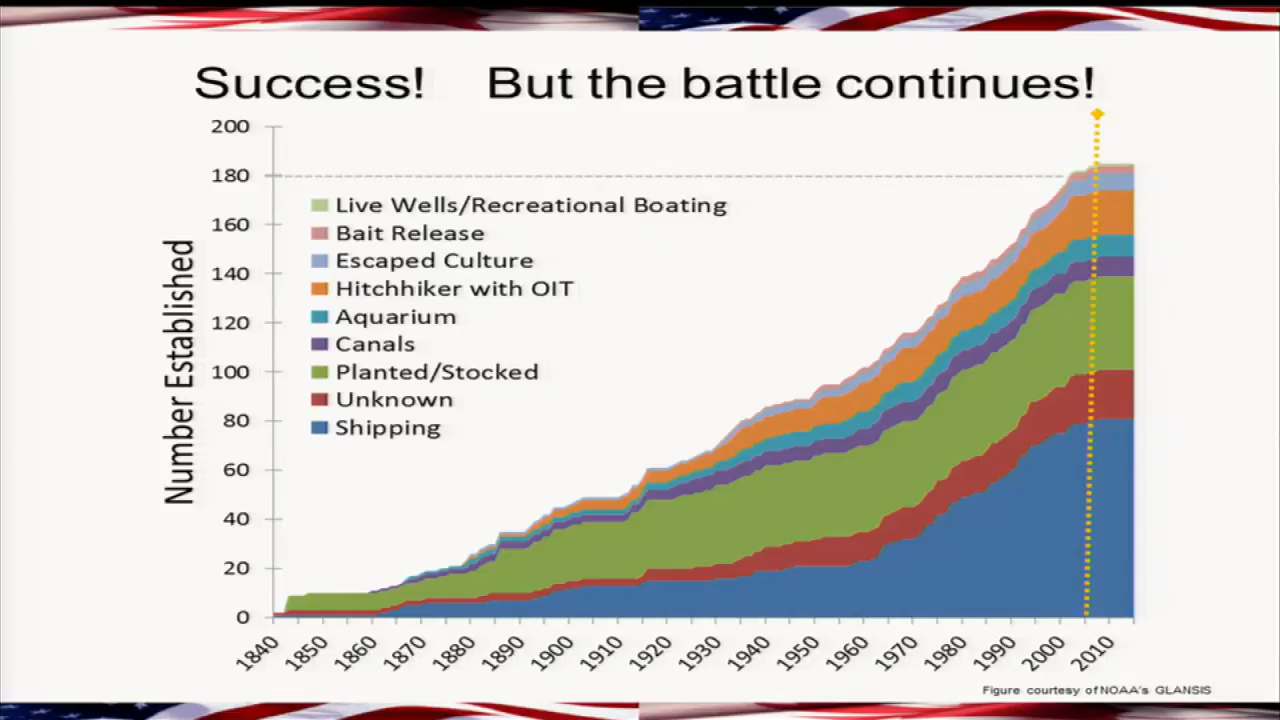 Success! But the battle continues!
200
180
160
140
120
100
80
60
40
20
0
Number Established
Live Wells/Recreational Boating
Bait Release
Escaped Culture
Hitchhiker with OIT
Aquarium
Canals
Planted/Stocked
Unknown
Shipping
1840 1850 1860 1870 1880 1890 1900 1910 1920 1930 1940 1950 1960 1970 1980 1990 2000 2010
Figure courtesy of NOAA's GLANSIS